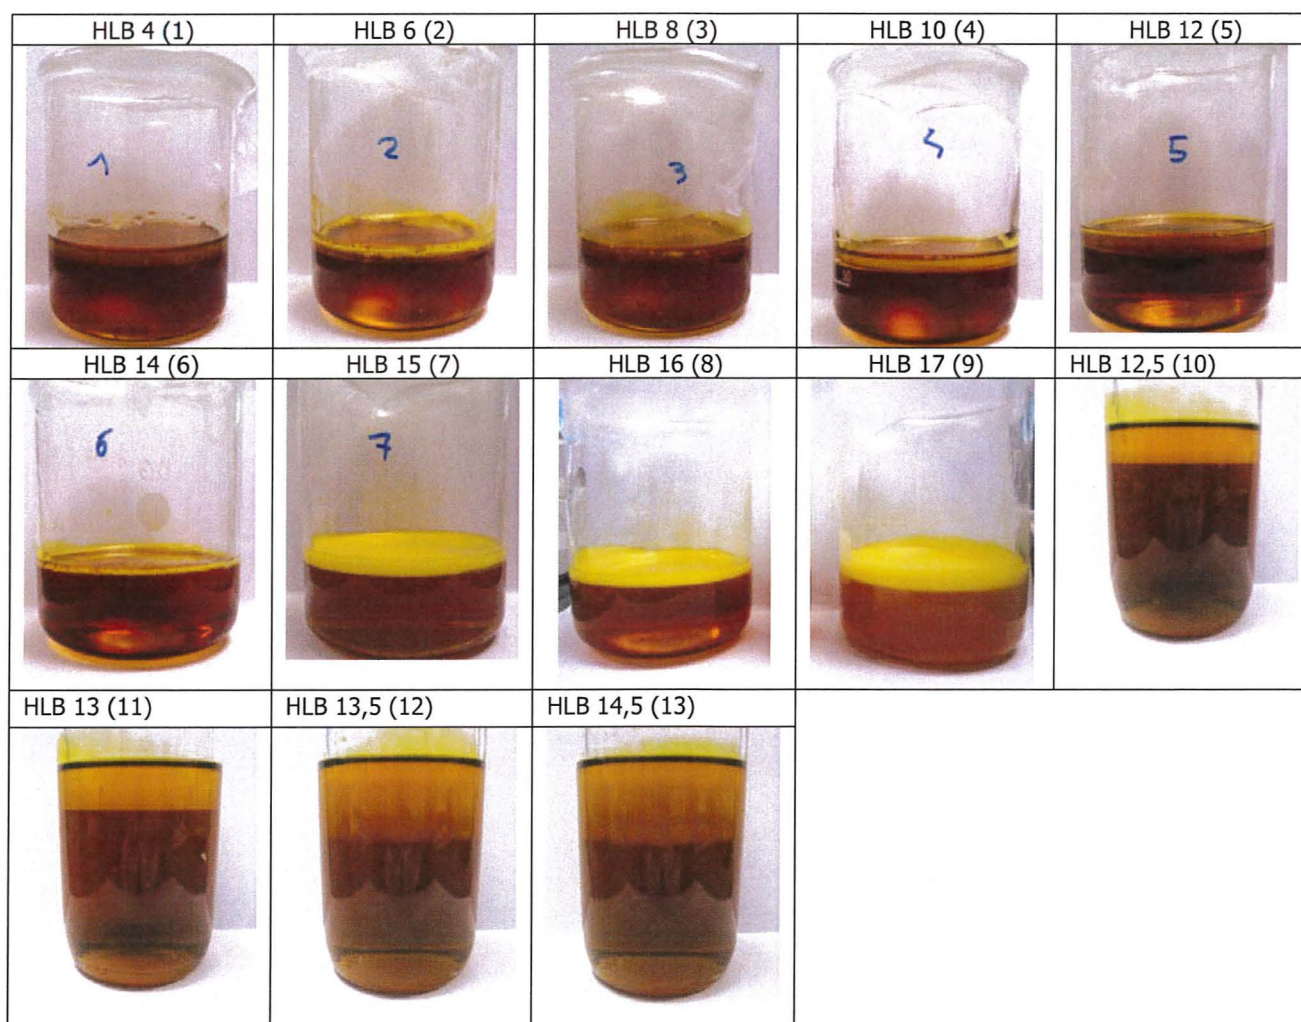 HLB 4 (1)
HLB 6 (2)
HLB 8 (3)
HLB 10 (4)
HLB 12 (5)
1
2
3
4
5
HLB 14 (6)
HLB 15 (7)
HLB 16 (8)
HLB 17 (9)
HLB 12,5 (10)
6
7
HLB 13 (11)
HLB 13,5 (12)
HLB 14,5 (13)